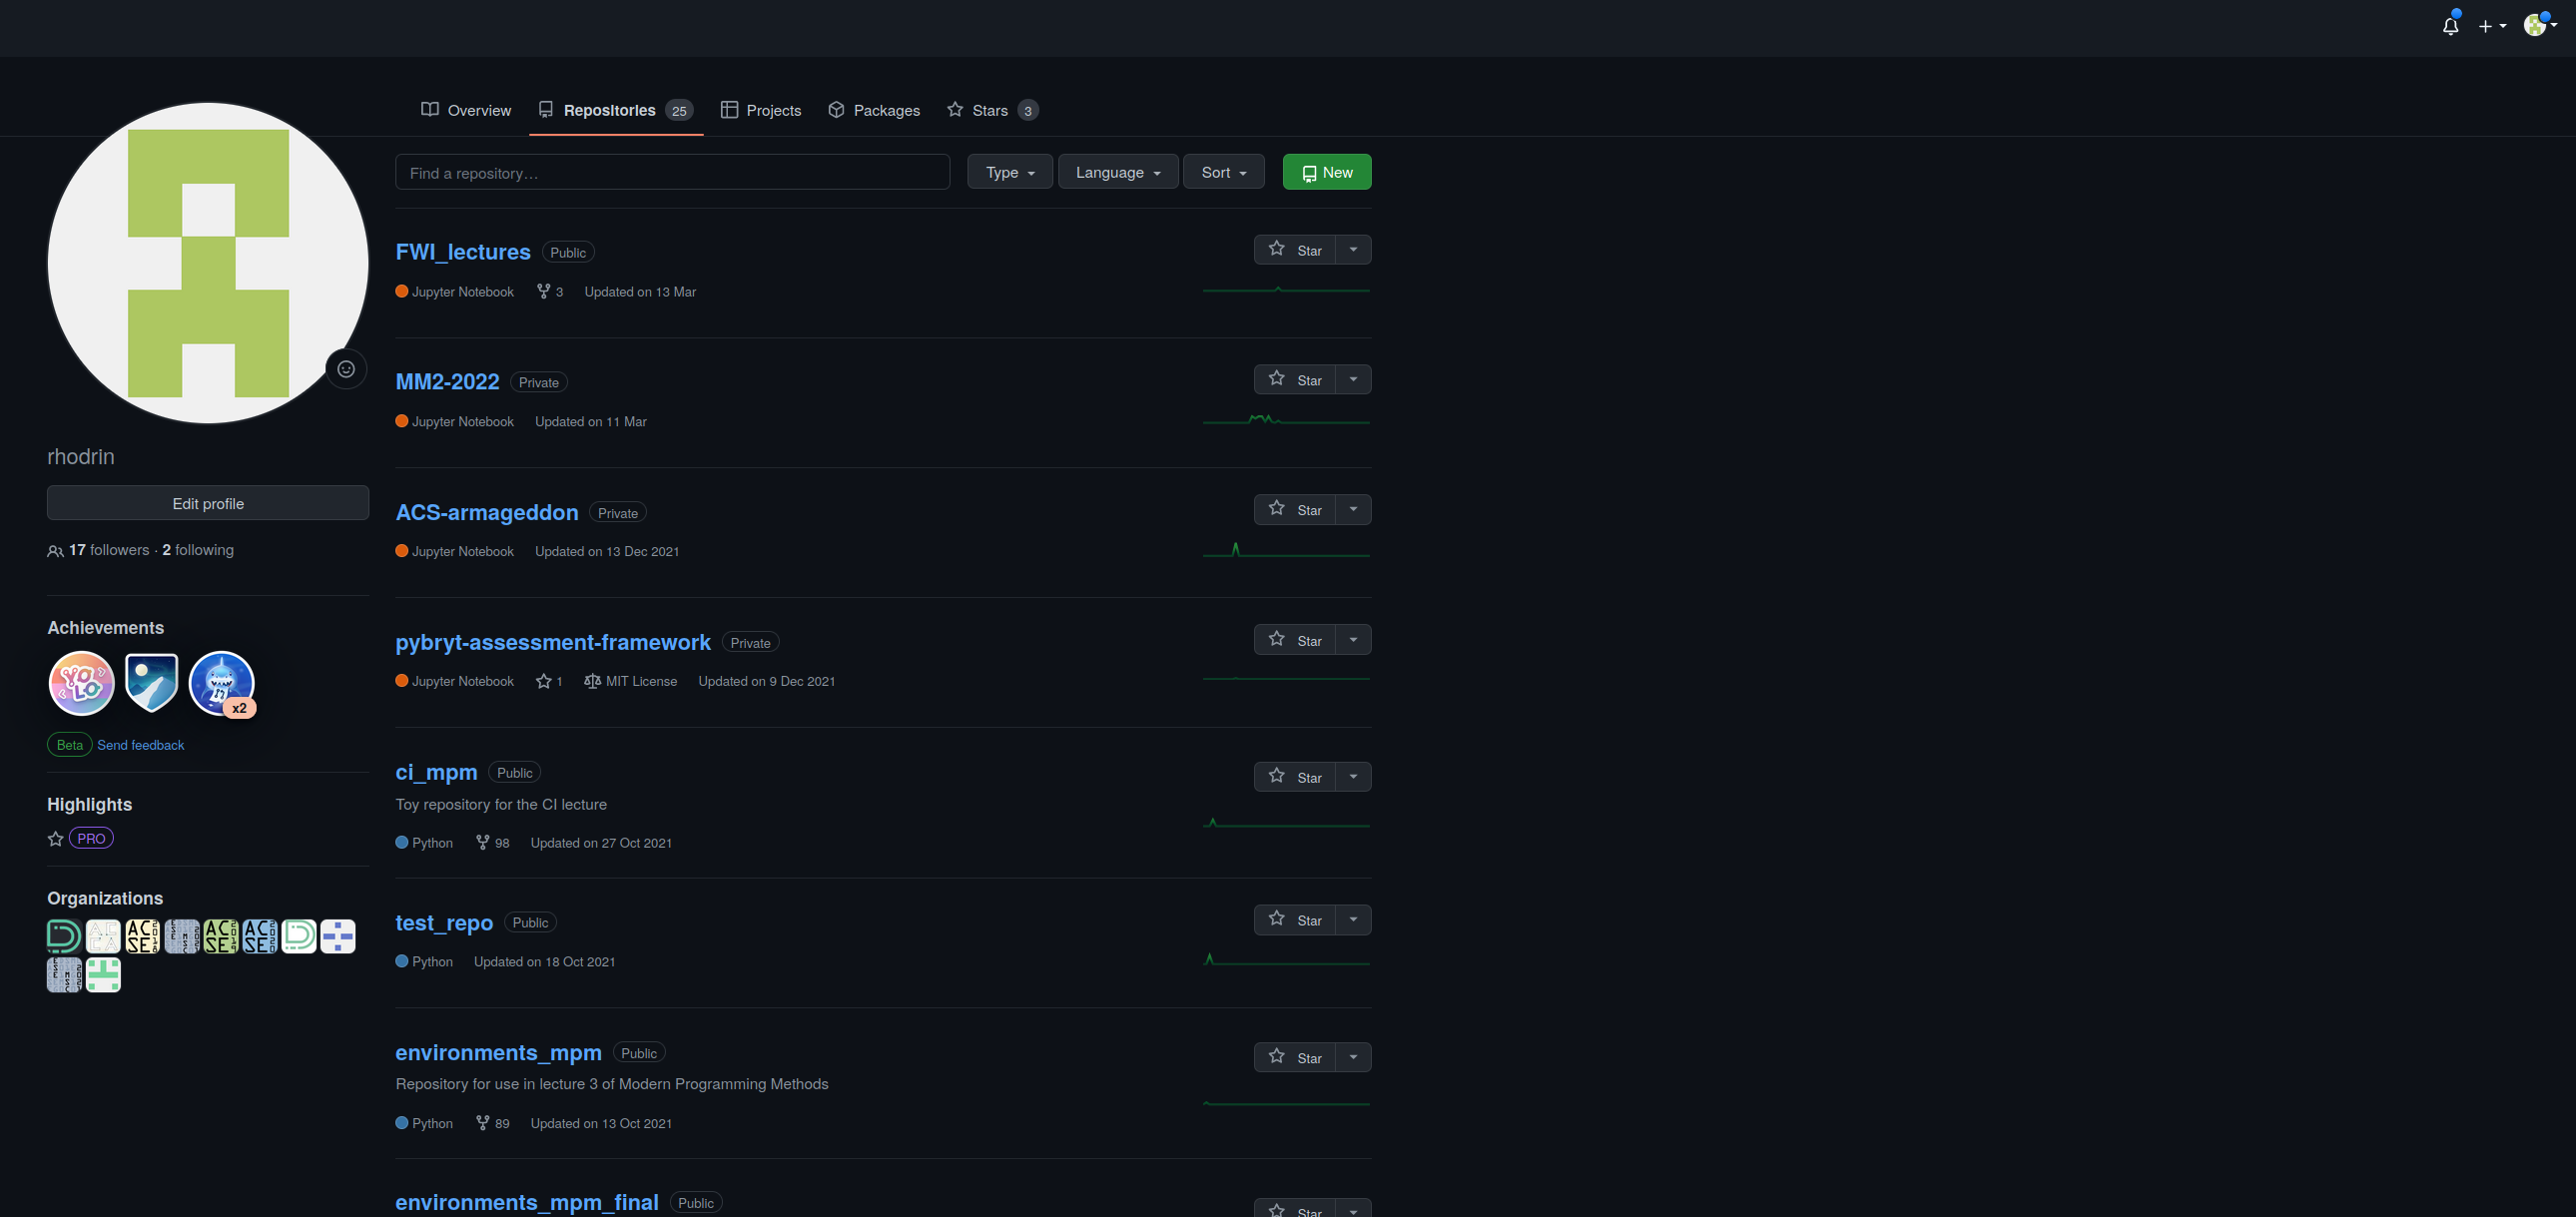 Overview Repositories 25 Projects Packages Stars 3
Find a repository… Type Language Sort New
FWI_lectures Public Star
Jupyter Notebook 3 Updated on 13 Mar
MM2-2022 Private Star
Jupyter Notebook Updated on 11 Mar
rhodrin
Edit profile
17 followers · 2 following
ACS-armageddon Private Star
Jupyter Notebook Updated on 13 Dec 2021
Achievements
YOLO
x2
Beta Send feedback
pybryt-assessment-framework Private Star
Jupyter Notebook 1 MIT License Updated on 9 Dec 2021
Highlights
PRO
ci_mpm Public Star
Toy repository for the CI lecture
Python 98 Updated on 27 Oct 2021
Organizations
ACSE ACSE ACSE
test_repo Public Star
Python Updated on 18 Oct 2021
environments_mpm Public Star
Repository for use in lecture 3 of Modern Programming Methods
Python 89 Updated on 13 Oct 2021
environments_mpm_final Public Star